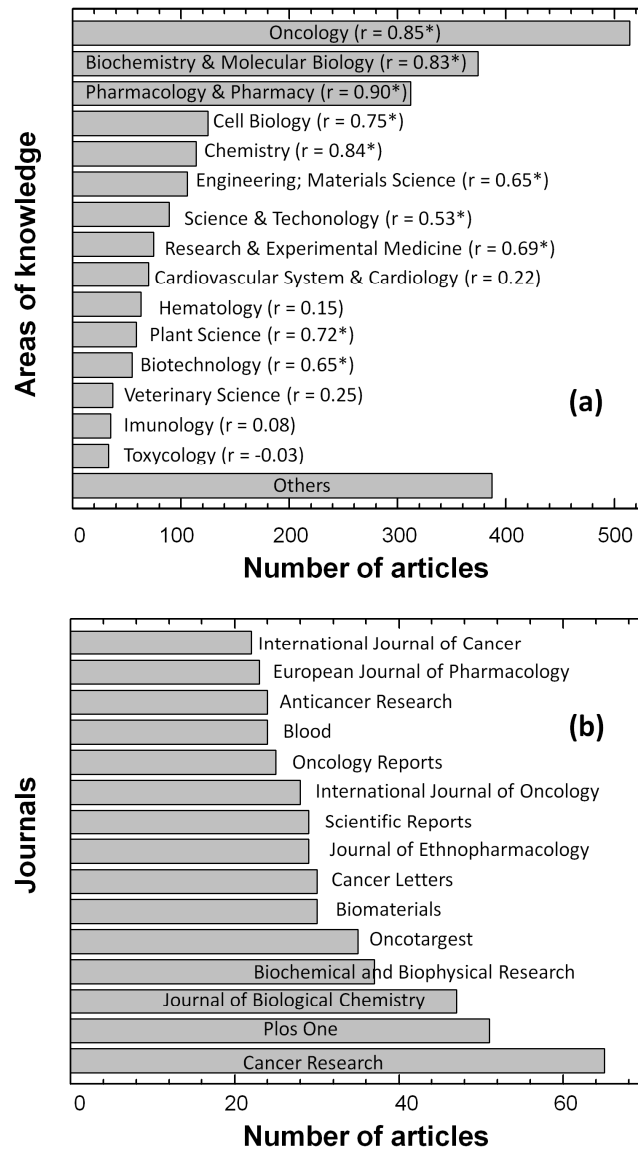 Oncology (r = 0.85*)
Biochemistry & Molecular Biology (r = 0.83*)
Pharmacology & Pharmacy (r = 0.90*)
Cell Biology (r = 0.75*)
Chemistry (r = 0.84*)
Engineering; Materials Science (r = 0.65*)
Science & Techonology (r = 0.53*)
Research & Experimental Medicine (r = 0.69*)
Cardiovascular System & Cardiology (r = 0.22)
Hematology (r = 0.15)
Plant Science (r = 0.72*)
Biotechnology (r = 0.65*)
Veterinary Science (r = 0.25)
Imunology (r = 0.08)
Toxycology (r = -0.03)
Others
(a)
Areas of knowledge
0 100 200 300 400 500
Number of articles
International Journal of Cancer
European Journal of Pharmacology
Anticancer Research
Blood
Oncology Reports
International Journal of Oncology
Scientific Reports
Journal of Ethnopharmacology
Cancer Letters
Biomaterials
Oncotargest
Biochemical and Biophysical Research
Journal of Biological Chemistry
Plos One
Cancer Research
(b)
Journals
0 20 40 60
Number of articles